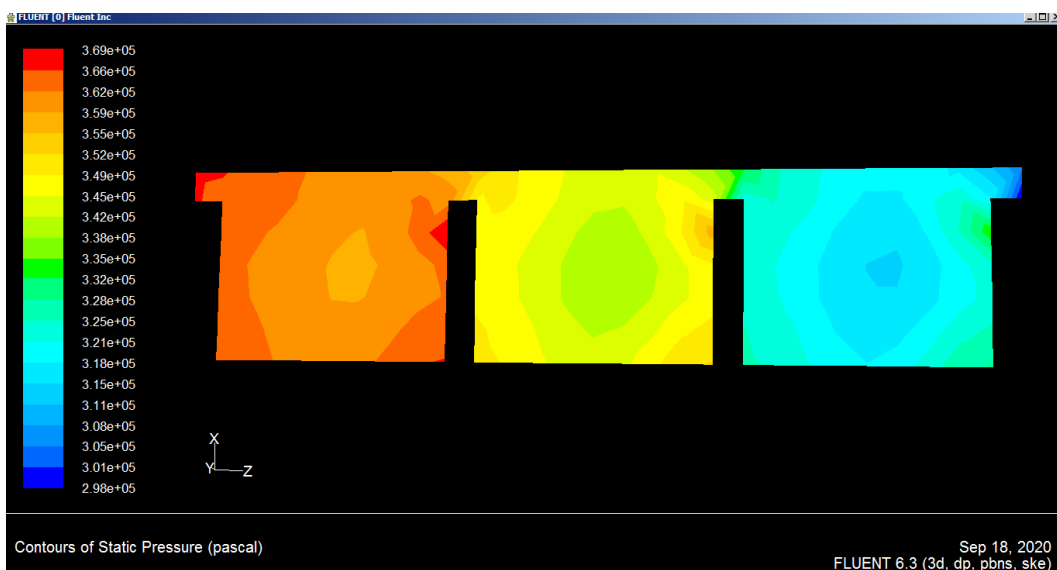 FLUENT [0] Fluent Inc
3.69e+05
3.66e+05
3.62e+05
3.59e+05
3.55e+05
3.52e+05
3.49e+05
3.45e+05
3.42e+05
3.38e+05
3.35e+05
3.32e+05
3.28e+05
3.25e+05
3.21e+05
3.18e+05
3.15e+05
3.11e+05
3.08e+05
3.05e+05
3.01e+05
2.98e+05
X
Y Z
Contours of Static Pressure (pascal)
Sep 18, 2020
FLUENT 6.3 (3d, dp, pbns, ske)